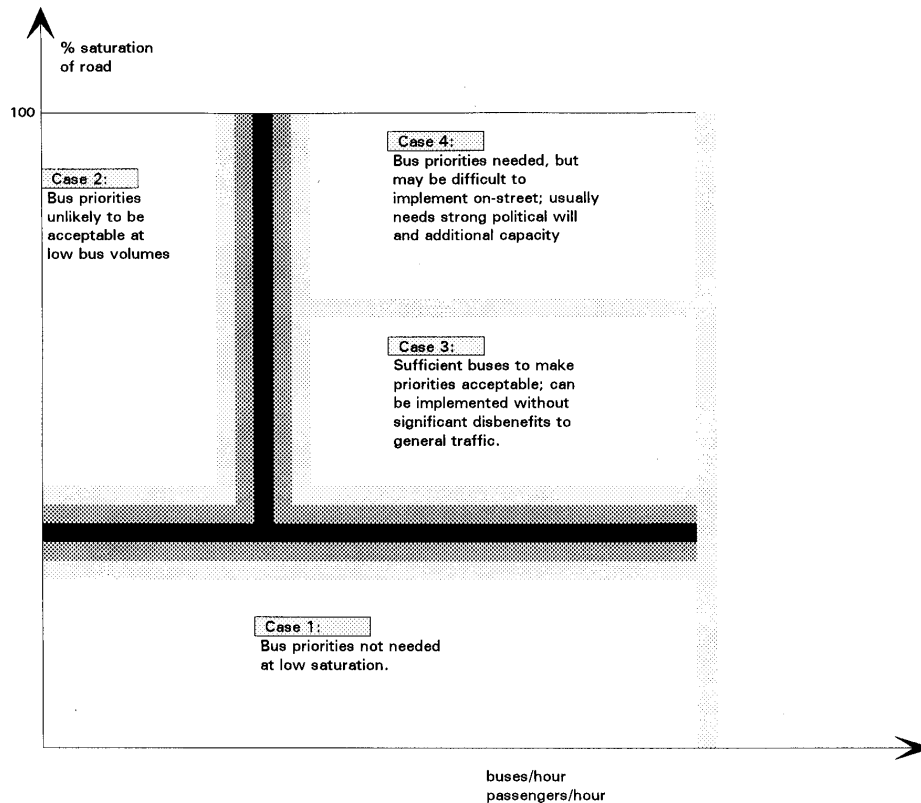 % saturation
of road
100
Case 2:
Bus priorities
unlikely to be
acceptable at
low bus volumes
Case 4:
Bus priorities needed, but
may be difficult to
implement on-street; usually
needs strong political will
and additional capacity
Case 3:
Sufficient buses to make
priorities acceptable; can
be implemented without
significant disbenefits to
general traffic.
Case 1:
Bus priorities not needed
at low saturation.
buses/hour
passengers/hour